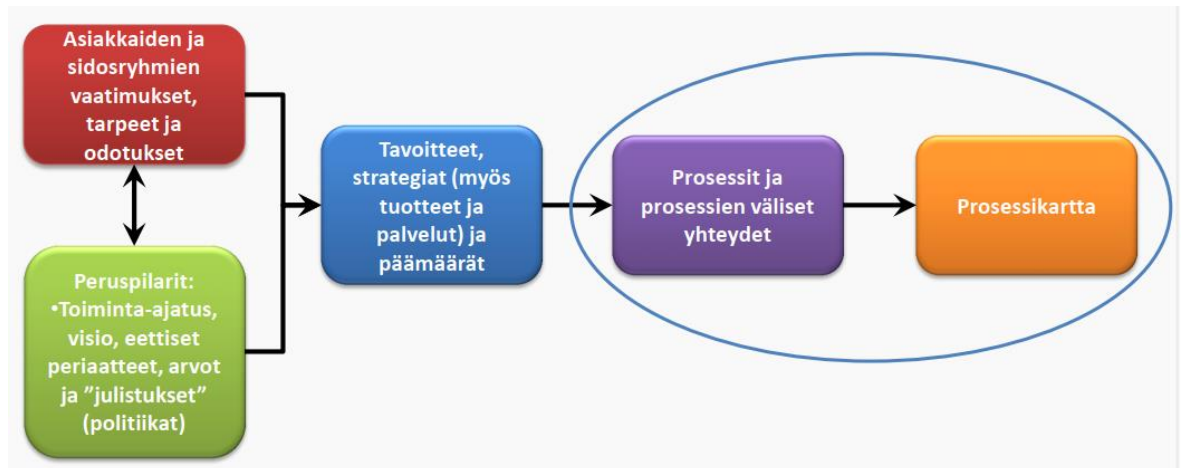 Asiakkaiden ja
sidosryhmien
vaatimukset,
tarpeet ja
odotukset
Peruspilarit:
•Toiminta-ajatus,
visio, eettiset
periaatteet, arvot
ja ”julistukset”
(politiikat)
Tavoitteet,
strategiat (myös
tuotteet ja
palvelut) ja
päämäärät
Prosessit ja
prosessien väliset
yhteydet
Prosessikartta